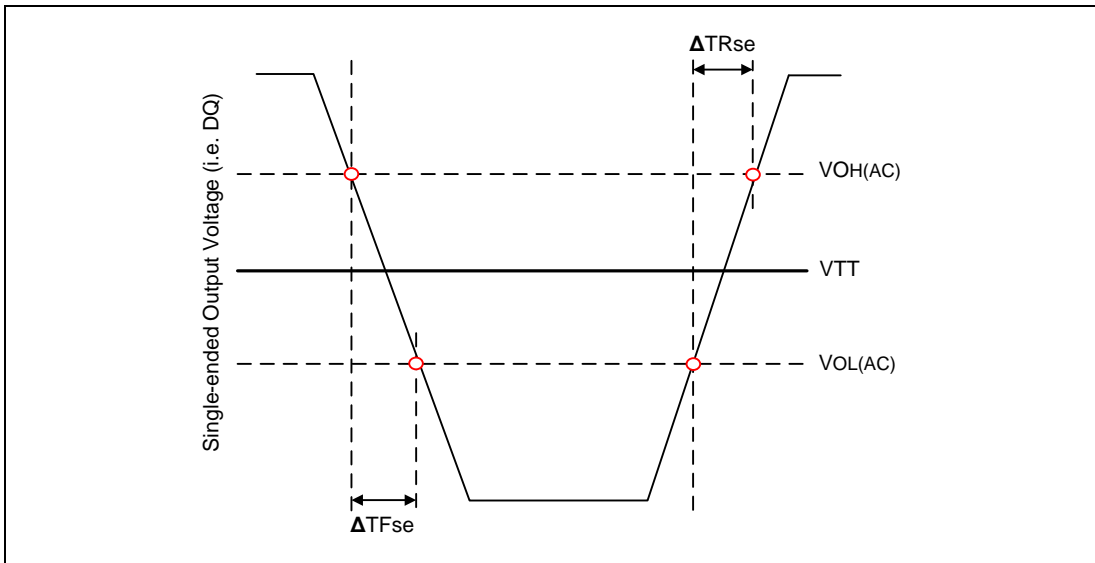 ΔTRse
Single-ended Output Voltage (i.e. DQ)
VOH(AC)
VTT
VOL(AC)
ΔTFse